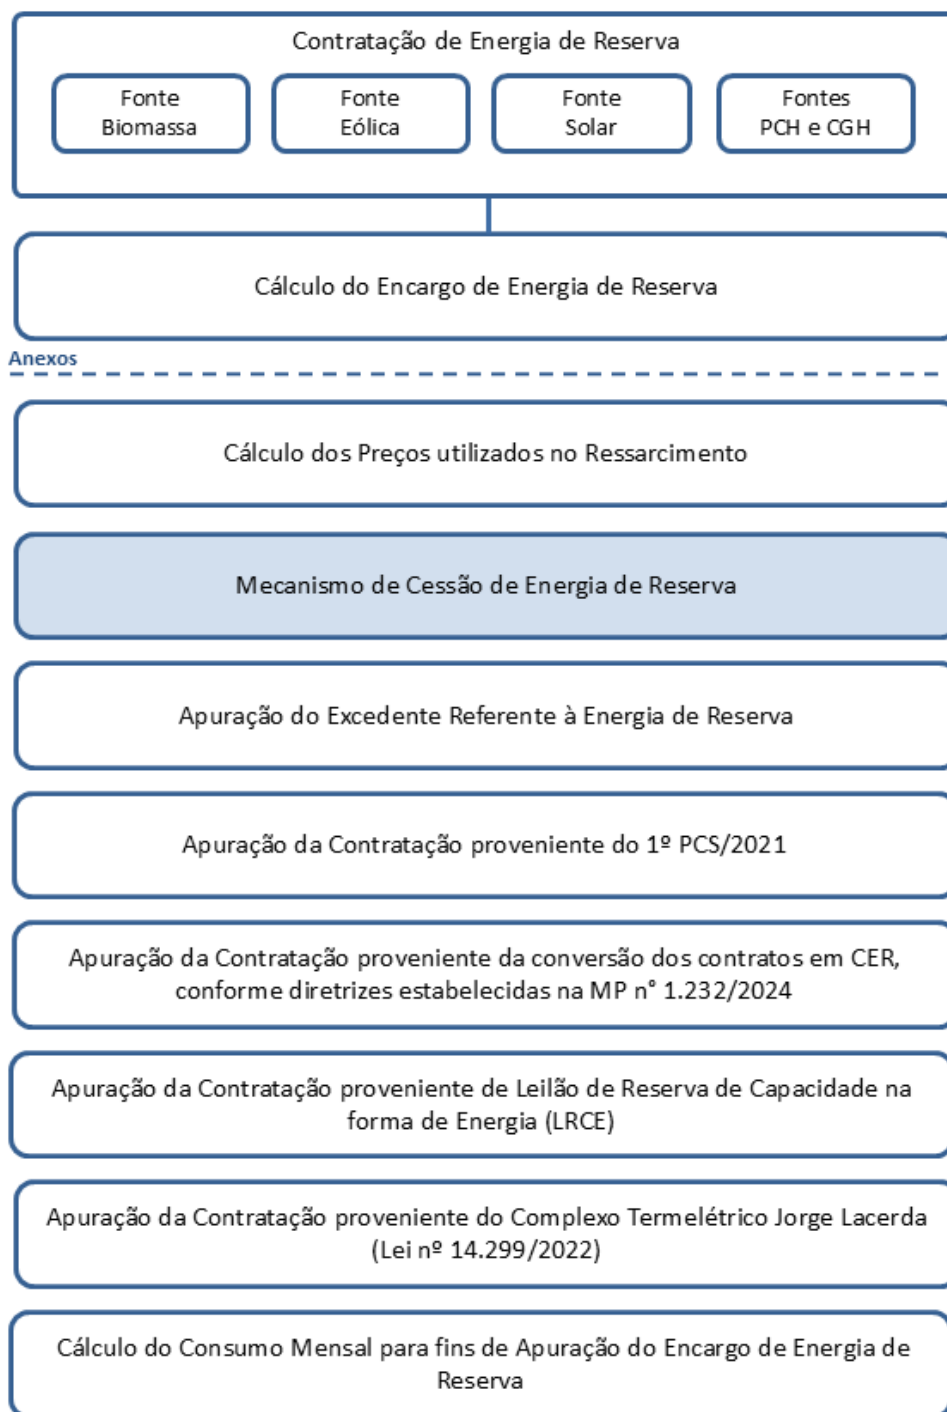 Contratação de Energia de Reserva
Fonte
Biomassa
Fonte
Eólica
Fonte
Solar
Fontes
PCH e CGH
Cálculo do Encargo de Energia de Reserva
Anexos
Cálculo dos Preços utilizados no Ressarcimento
Mecanismo de Cessão de Energia de Reserva
Apuração do Excedente Referente à Energia de Reserva
Apuração da Contratação proveniente do 1º PCS/2021
Apuração da Contratação proveniente da conversão dos contratos em CER,
conforme diretrizes estabelecidas na MP n° 1.232/2024
Apuração da Contratação proveniente de Leilão de Reserva de Capacidade na
forma de Energia (LRCE)
Apuração da Contratação proveniente do Complexo Termelétrico Jorge Lacerda
(Lei nº 14.299/2022)
Cálculo do Consumo Mensal para fins de Apuração do Encargo de Energia de
Reserva